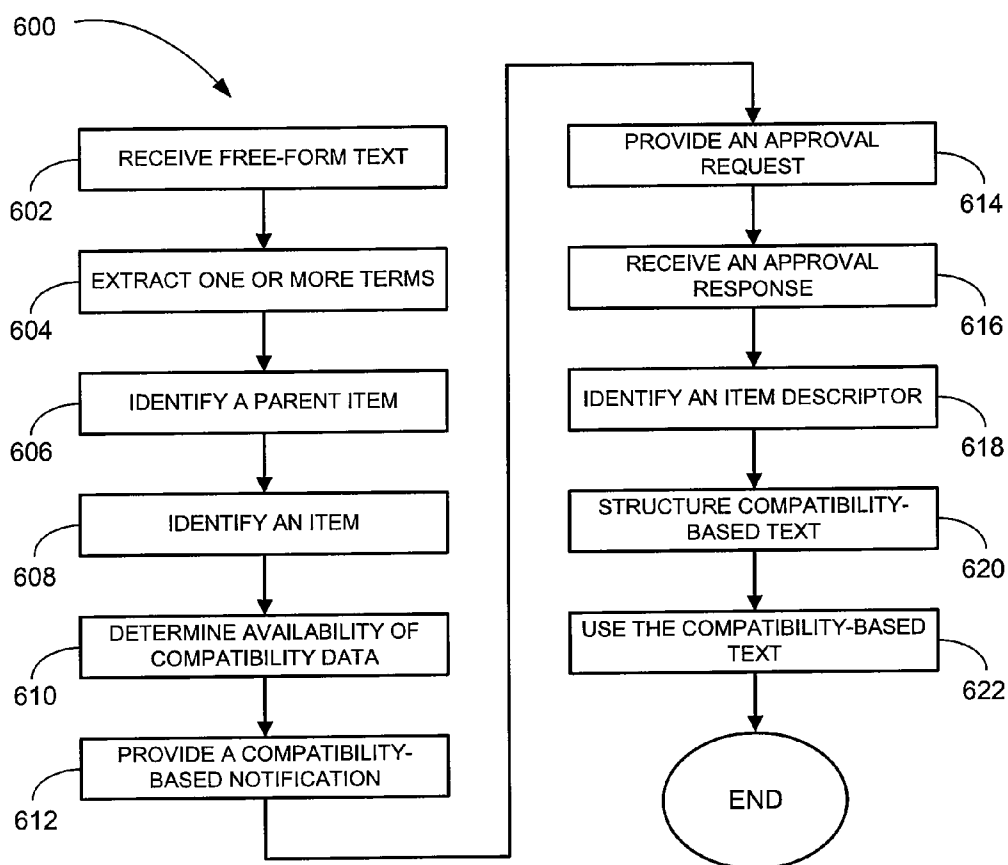 600
RECEIVE FREE-FORM TEXT
602
EXTRACT ONE OR MORE TERMS
604
IDENTIFY A PARENT ITEM
606
IDENTIFY AN ITEM
608
DETERMINE AVAILABILITY OF
COMPATIBILITY DATA
610
PROVIDE A COMPATIBILITY-
BASED NOTIFICATION
612
PROVIDE AN APPROVAL
REQUEST
614
RECEIVE AN APPROVAL
RESPONSE
616
IDENTIFY AN ITEM DESCRIPTOR
618
STRUCTURE COMPATIBILITY-
BASED TEXT
620
USE THE COMPATIBILITY-BASED
TEXT
622
END